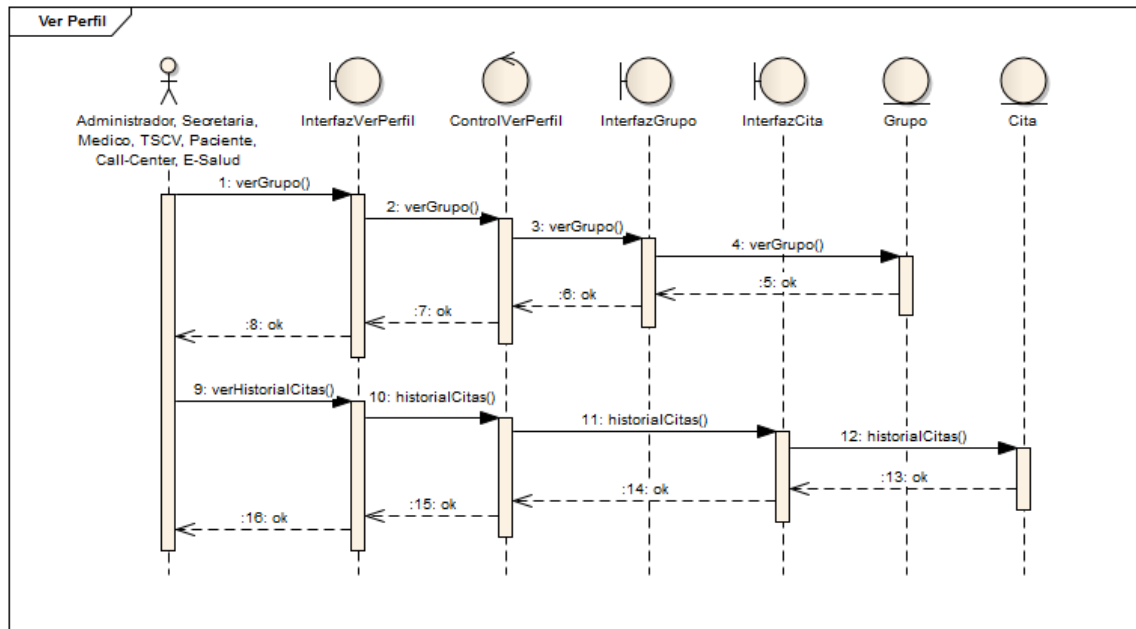 Ver Perfil
Administrador, Secretaria,
Medico, TSCV, Paciente,
Call-Center, E-Salud
InterfazVerPerfil
ControlVerPerfil
InterfazGrupo
InterfazCita
Grupo
Cita
1: verGrupo()
2: verGrupo()
3: verGrupo()
4: verGrupo()
:5: ok
:6: ok
:7: ok
:8: ok
9: verHistorialCitas()
10: historialCitas()
11: historialCitas()
12: historialCitas()
:13: ok
:14: ok
:15: ok
:16: ok